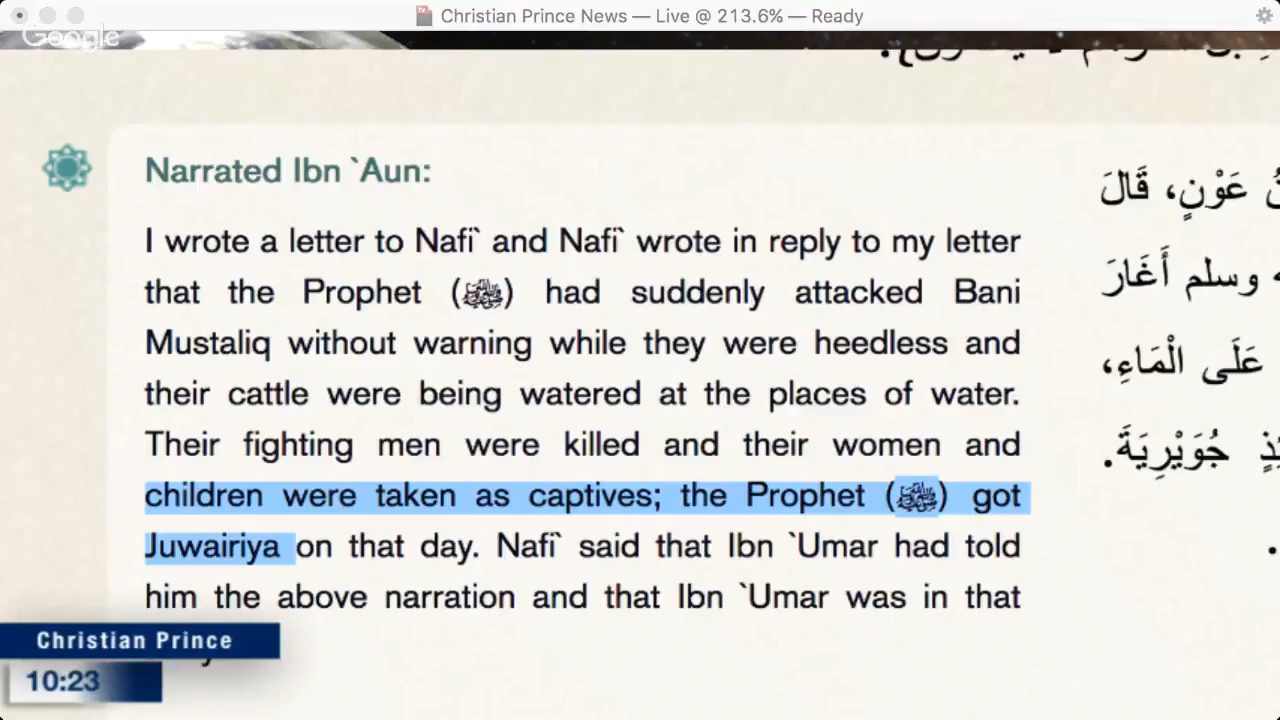 Christian Prince News — Live @ 213.6% — Ready
Google
Narrated Ibn `Aun:
I wrote a letter to Nafi` and Nafi` wrote in reply to my letter
that the Prophet (ﷺ) had suddenly attacked Bani
Mustaliq without warning while they were heedless and
their cattle were being watered at the places of water.
Their fighting men were killed and their women and
children were taken as captives; the Prophet (ﷺ) got
Juwairiya on that day. Nafi` said that Ibn `Umar had told
him the above narration and that Ibn `Umar was in that
عَوْنٍ، قَالَ
وسلم أَغَارَ
عَلَى الْمَاءِ،
جُوَيْرِيَةَ.
Christian Prince
10:23